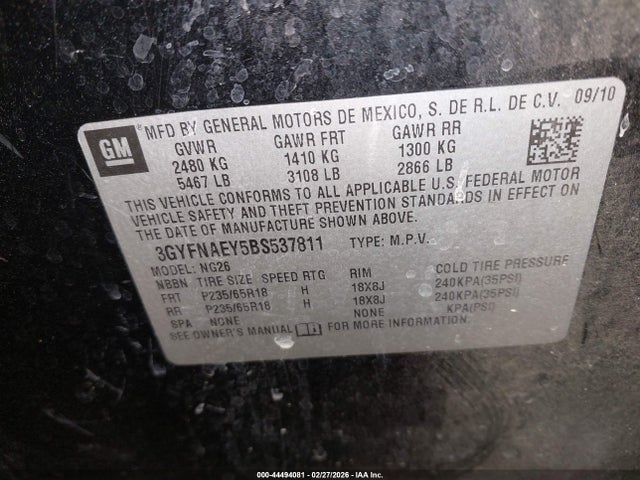 GM
® MFD BY GENERAL MOTORS DE MEXICO, S. DE R.L. DE C.V. 09/10
GVWR GAWR FRT GAWR RR
2480 KG 1410 KG 1300 KG
5467 LB 3108 LB 2866 LB
THIS VEHICLE CONFORMS TO ALL APPLICABLE U.S. FEDERAL MOTOR
VEHICLE SAFETY AND THEFT PREVENTION STANDARDS IN EFFECT ON
THE DATE OF MANUFACTURE SHOWN ABOVE.
3GYFNAEY5BS537811 TYPE: M.P.V.
MODEL: NG26
NBBN TIRE SIZE SPEED RTG RIM COLD TIRE PRESSURE
FRT P235/65R18 H 18X8J 240KPA(35PSI)
RR P235/65R18 H 18X8J 240KPA(35PSI)
SPA NONE NONE KPA(PSI)
SEE OWNER'S MANUAL FOR MORE INFORMATION.
000-44494081 | 02/27/2026 | IAA Inc.